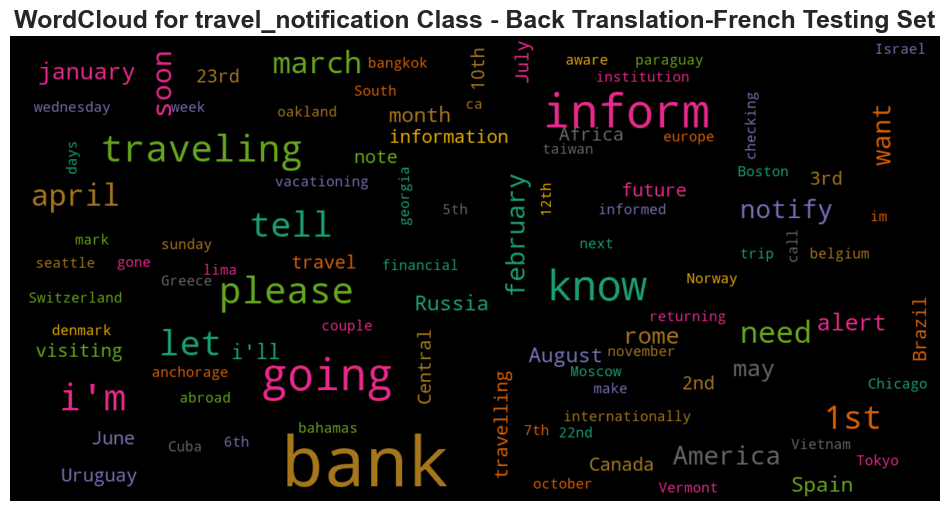 WordCloud for travel_notification Class - Back Translation-French Testing Set
january
soon
23rd
march
bangkok
10th
July
aware
paraguay
Israel
institution
South
wednesday
week
oakland
ca
month
information
inform
Africa
taiwan
europe
checking
want
traveling
note
days
vacationing
georgia
5th
february
12th
future
informed
Boston
3rd
notify
im
april
tell
mark
sunday
next
trip
call
belgium
seattle
gone
lima
Greece
travel
financial
know
Norway
Switzerland
please
Russia
returning
couple
denmark
visiting
let
i'll
Central
rome
need
alert
Brazil
August
november
may
anchorage
going
Moscow
make
2nd
Chicago
i'm
abroad
travelling
internationally
1st
bahamas
7th
22nd
June
Cuba
6th
bank
Vietnam
America
Tokyo
Canada
Uruguay
october
Vermont
Spain